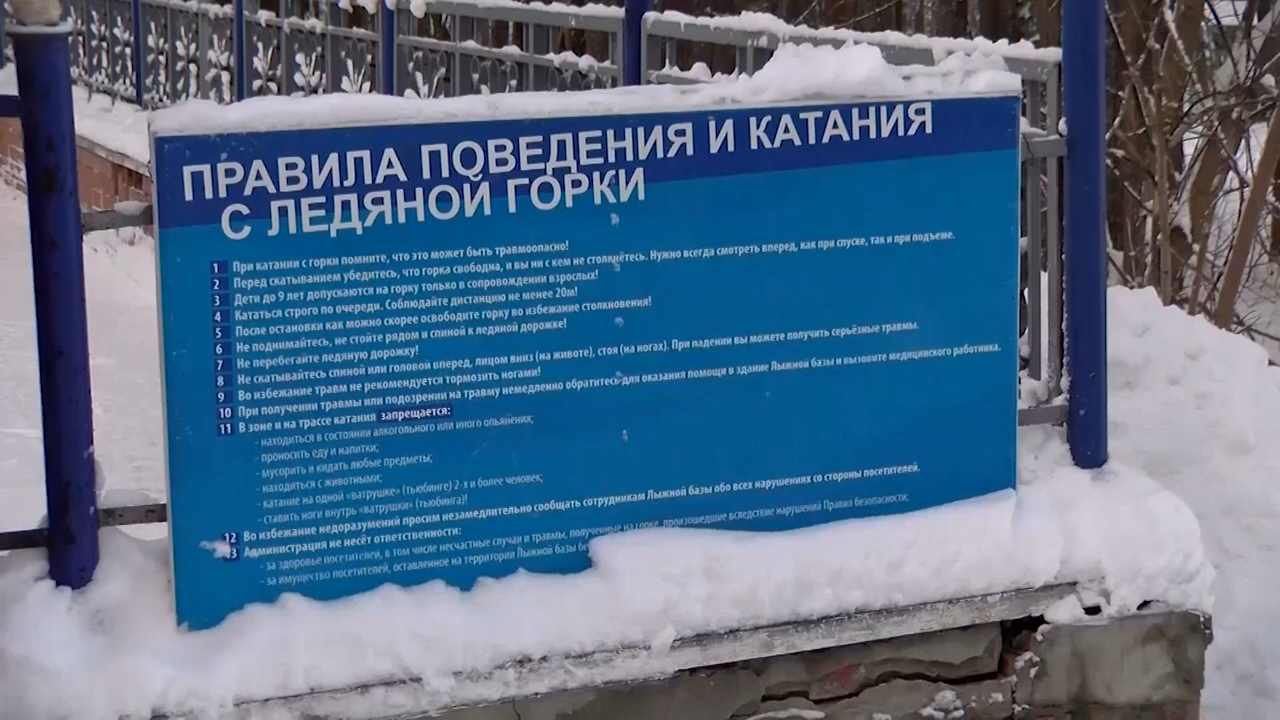 ПРАВИЛА ПОВЕДЕНИЯ И КАТАНИЯ
С ЛЕДЯНОЙ ГОРКИ
1 При катании с горки помните, что это может быть травмоопасно!
2 Перед скатыванием убедитесь, что горка свободна, и вы ни с кем не столкнётесь. Нужно всегда смотреть вперед, как при спуске, так и при подъеме.
3 Дети до 9 лет допускаются на горку только в сопровождении взрослых!
4 Кататься строго по очереди. Соблюдайте дистанцию не менее 20м!
5 После остановки как можно скорее освободите горку во избежание столкновения!
6 Не поднимайтесь, не стойте рядом и спиной к ледяной дорожке!
7 Не перебегайте ледяную дорожку!
8 Не скатывайтесь спиной или головой вперед, лицом вниз (на животе), стоя (на ногах). При падении вы можете получить серьёзные травмы.
9 Во избежание травм не рекомендуется тормозить ногами!
10 При получении травмы или подозрении на травму немедленно обратитесь для оказания помощи в здание Лыжной базы и вызовите медицинского работника.
11 В зоне и на трассе катания запрещается:
- находиться в состоянии алкогольного или иного опьянения;
- проносить еду и напитки;
- мусорить и кидать любые предметы;
- находиться с животными;
- катание на одной «ватрушке» (тьюбинге) 2-х и более человек;
- ставить ноги внутрь «ватрушки» (тьюбинга)!
12 Во избежание недоразумений просим незамедлительно сообщать сотрудникам Лыжной базы обо всех нарушениях со стороны посетителей.
13 Администрация не несёт ответственности:
- за здоровье посетителей, в том числе несчастные случаи и травмы, полученные на горке, произошедшие вследствие нарушений Правил безопасности;
- за имущество посетителей, оставленное на территории Лыжной базы